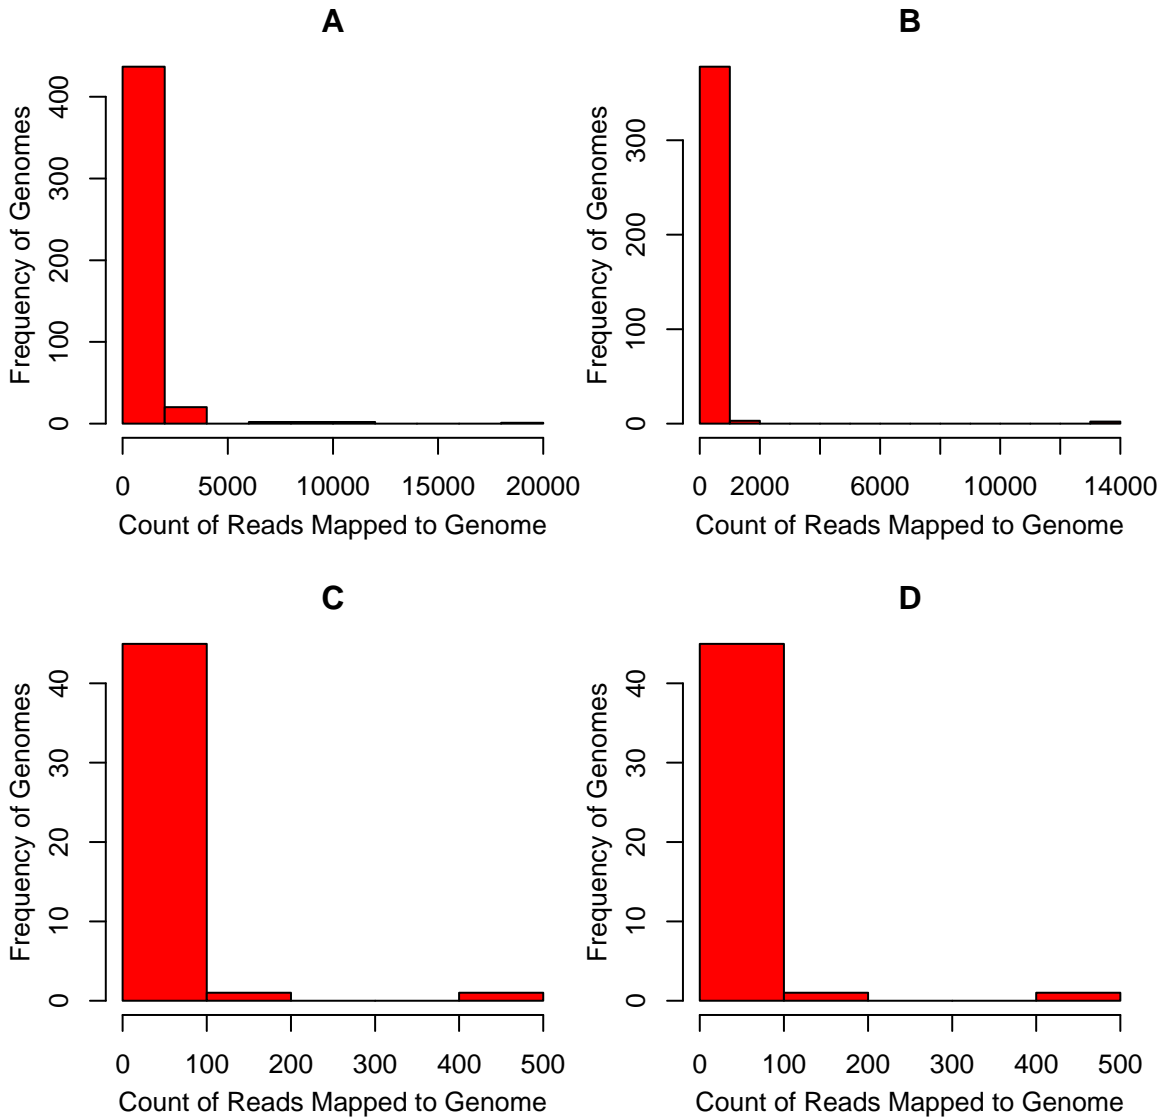 A
Frequency of Genomes
0 100 200 300 400
0 5000 10000 15000 20000
Count of Reads Mapped to Genome
B
Frequency of Genomes
0 100 200 300
0 2000 6000 10000 14000
Count of Reads Mapped to Genome
C
Frequency of Genomes
0 10 20 30 40
0 100 200 300 400 500
Count of Reads Mapped to Genome
D
Frequency of Genomes
0 10 20 30 40
0 100 200 300 400 500
Count of Reads Mapped to Genome